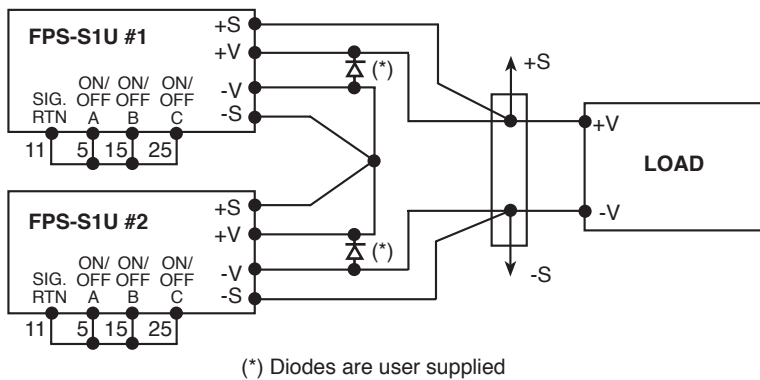 FPS-S1U #1
+S
+V
-V
-S
ON/ ON/ ON/
SIG. OFF OFF OFF
RTN A B C
11 5 15 25
(*)
+S
+V
LOAD
-V
-S
FPS-S1U #2
+S
+V
-V
-S
(*)
ON/ ON/ ON/
SIG. OFF OFF OFF
RTN A B C
11 5 15 25
(*) Diodes are user supplied